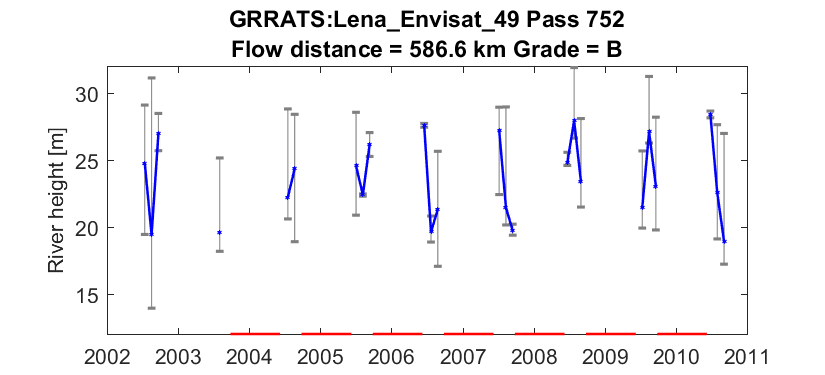 GRRATS:Lena_Envisat_49 Pass 752
Flow distance = 586.6 km Grade = B
River height [m]
30
25
20
15
2002 2003 2004 2005 2006 2007 2008 2009 2010 2011